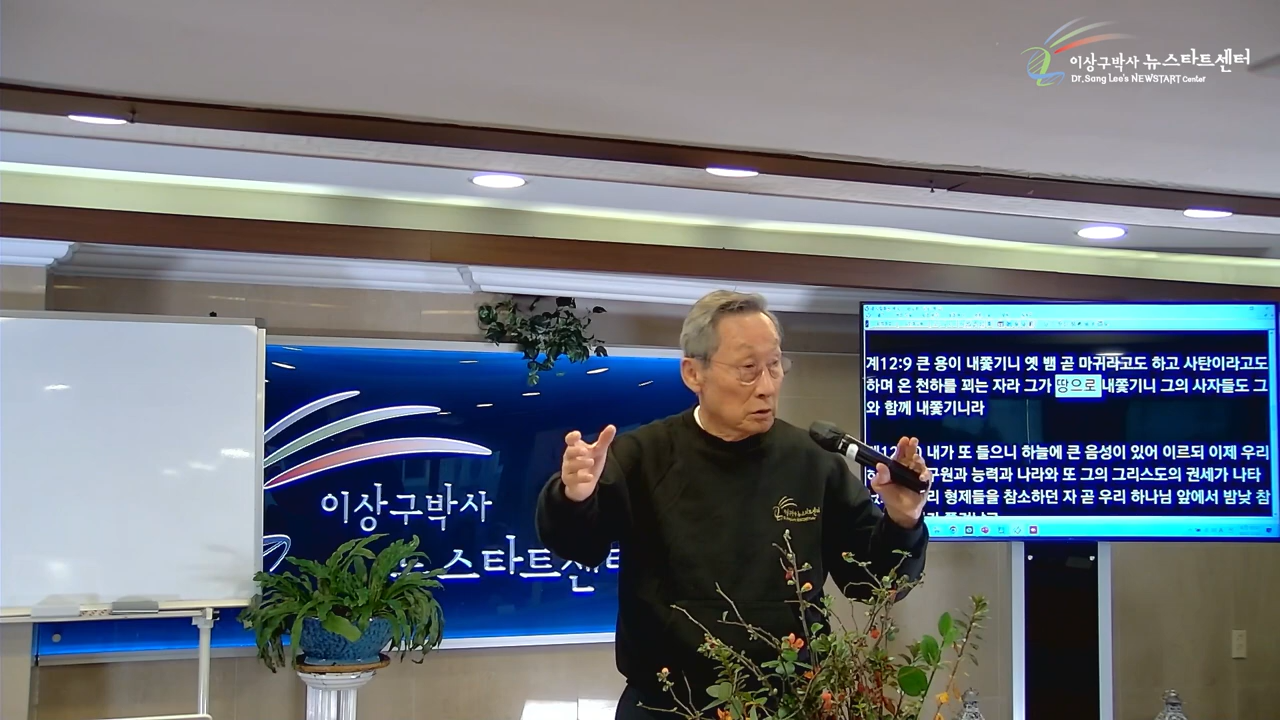 이상구박사 뉴스타트센터
Dr.Sang Lee's NEWSTART Center
계12:9 큰 용이 내쫓기니 옛 뱀 곧 마귀라고도 하고 사탄이라고도
하며 온 천하를 꾀는 자라 그가 땅으로 내쫓기니 그의 사자들도 그
와 함께 내쫓기니라
내가 또 들으니 하늘에 큰 음성이 있어 이르되 이제 우리
구원과 능력과 나라와 또 그의 그리스도의 권세가 나타
형제들을 참소하던 자 곧 우리 하나님 앞에서 밤낮 참
이상구박사
뉴스타트센